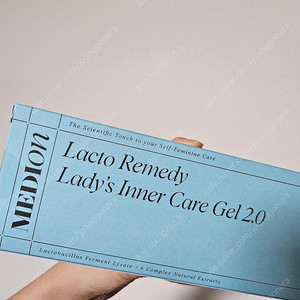 MEDION
The Scientific Touch to your Self-Feminine Care
Lacto Remedy
Lady's Inner Care Gel 2.0
Lactobacillus Ferment Lysate + 6 Complex Natural Extracts